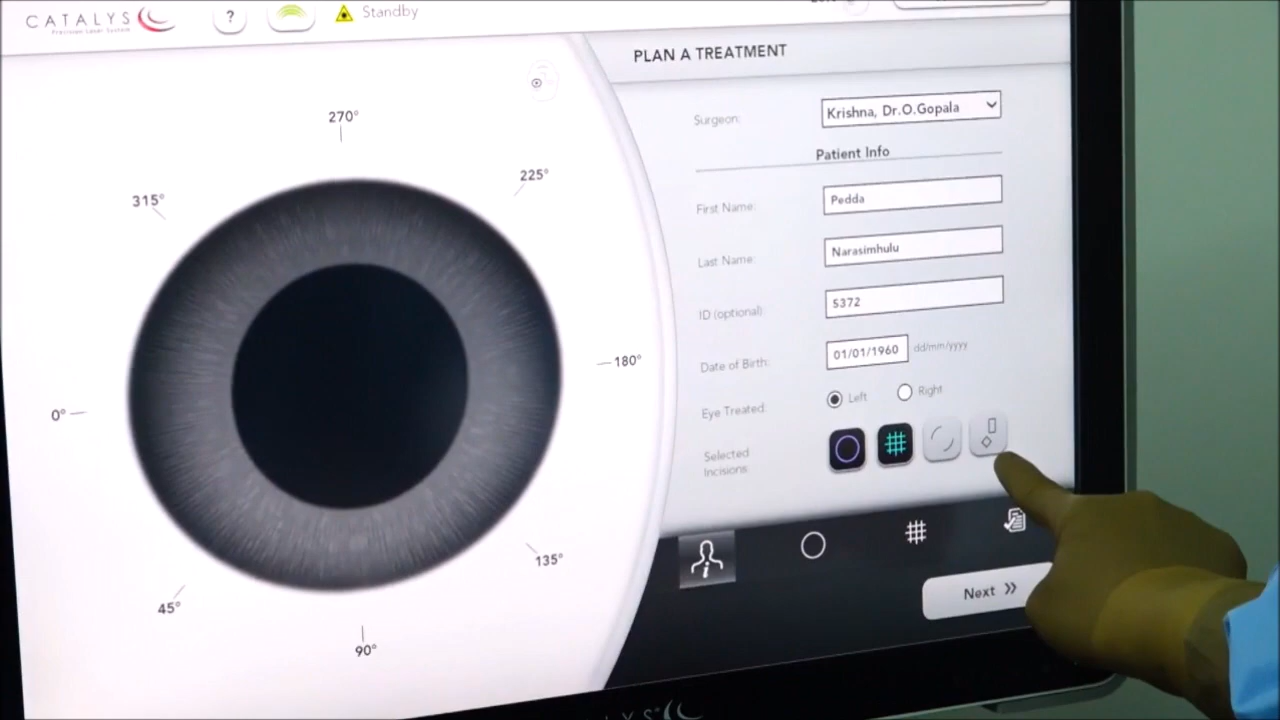 CATALYS
Precision Laser System
?
Standby
PLAN A TREATMENT
Surgeon:
Krishna, Dr.O.Gopala
Patient Info
First Name:
Pedda
Last Name:
Narasimhulu
ID (optional)
5372
Date of Birth:
01/01/1960
dd/mm/yyyy
Eye Treated:
Left
Right
Selected
Incisions
Next
270°
225°
315°
180°
0°
135°
45°
90°
CATALYS